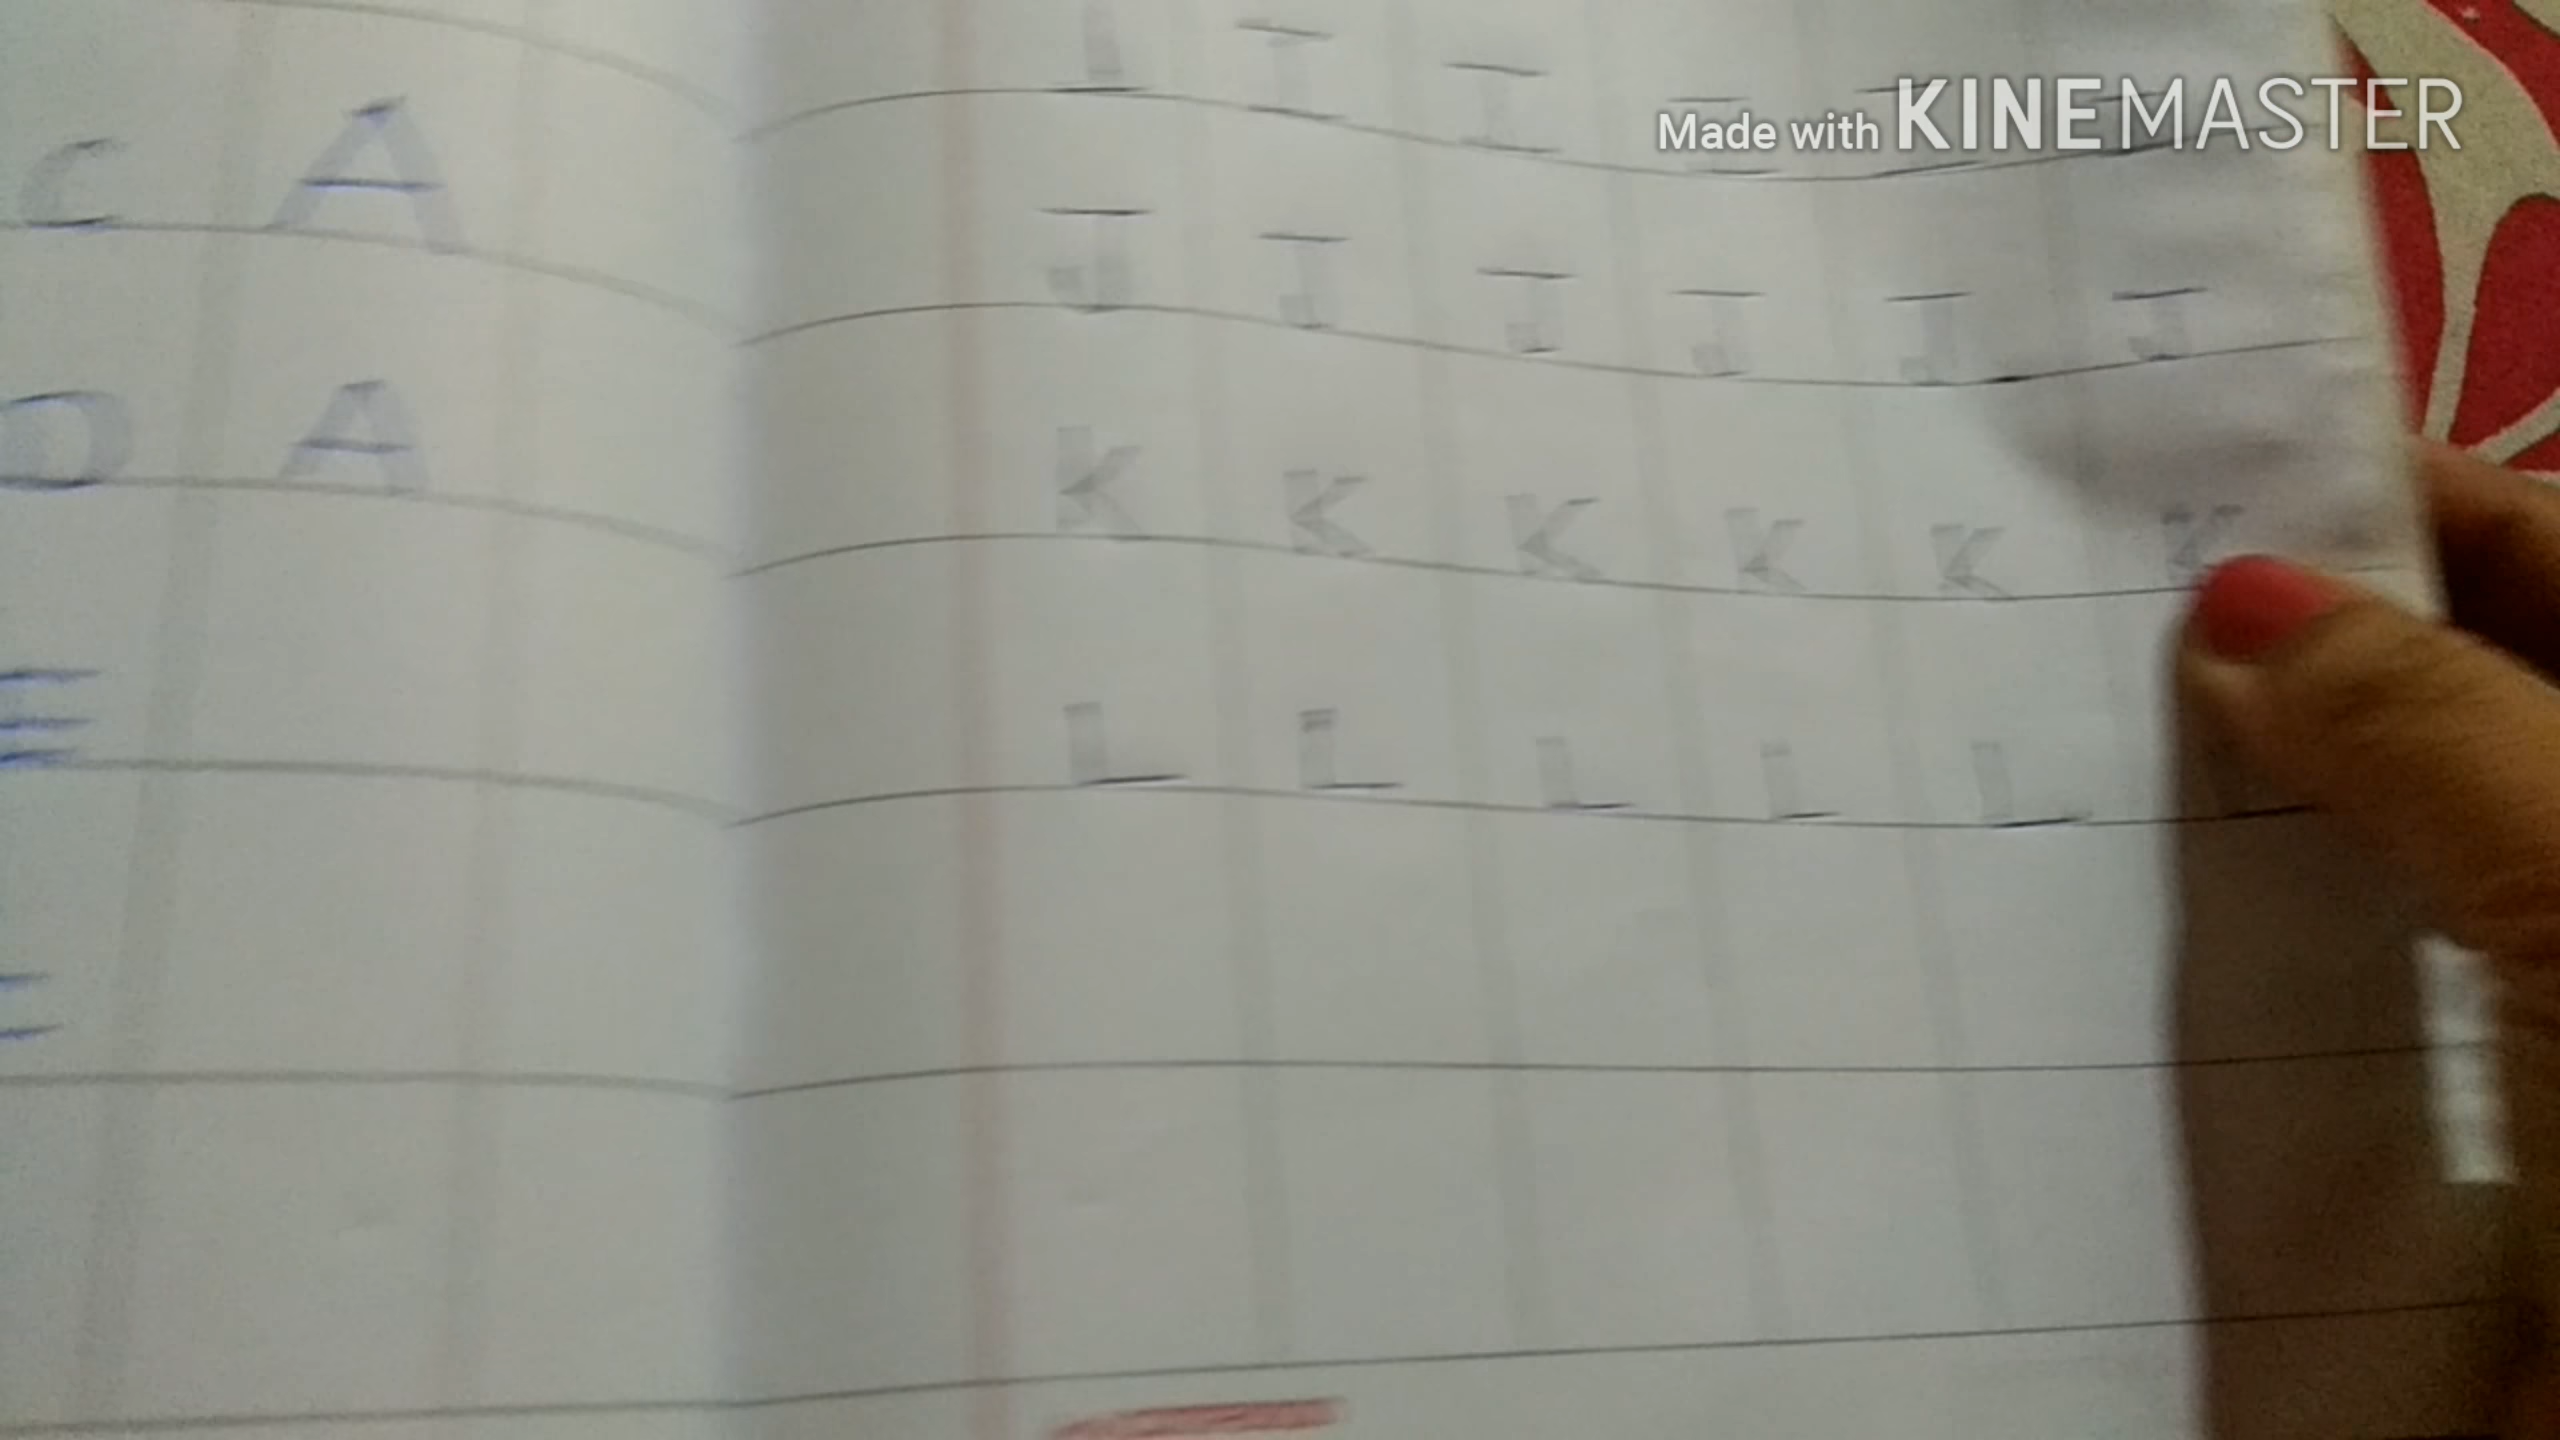 Made with KINEMASTER
C A
D A
E
I I I I I I
J J J J J J
K K K K K K
L L L L L